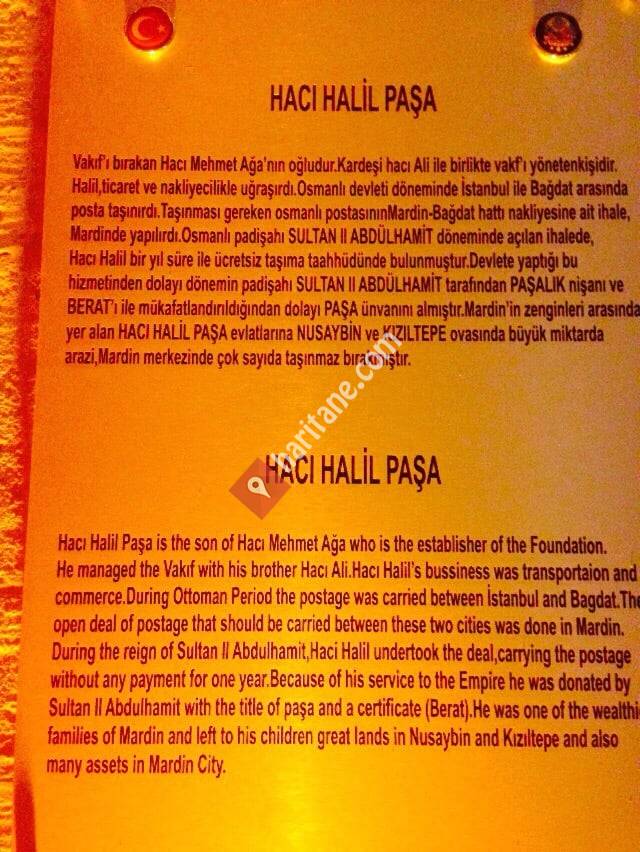 HACI HALİL PAŞA
Vakıf'ı bırakan Hacı Mehmet Ağa'nın oğludur.Kardeşi hacı Ali ile birlikte vakf'ı yönetenkişidir.
Halil,ticaret ve nakliyecilikle uğraşırdı.Osmanlı devleti döneminde İstanbul ile Bağdat arasında
posta taşınırdı.Taşınması gereken osmanlı postasınınMardin-Bağdat hattı nakliyesine ait ihale,
Mardinde yapılırdı.Osmanlı padişahı SULTAN II ABDÜLHAMİT döneminde açılan ihalede,
Hacı Halil bir yıl süre ile ücretsiz taşıma taahhüdünde bulunmuştur.Devlete yaptığı bu
hizmetinden dolayı dönemin padişahı SULTAN II ABDÜLHAMİT tarafından PAŞALIK nişanı ve
BERAT'ı ile mükafatlandırıldığından dolayı PAŞA ünvanını almıştır.Mardin'in zenginleri arasında
yer alan HACI HALİL PAŞA evlatlarına NUSAYBİN ve KIZILTEPE ovasında büyük miktarda
arazi,Mardin merkezinde çok sayıda taşınmaz bırakmıştır.
haritane.com
HACI HALİL PAŞA
Hacı Halil Paşa is the son of Hacı Mehmet Ağa who is the establisher of the Foundation.
He managed the Vakıf with his brother Hacı Ali.Hacı Halil's bussiness was transportaion and
commerce.During Ottoman Period the postage was carried between İstanbul and Bagdat.The
open deal of postage that should be carried between these two cities was done in Mardin.
During the reign of Sultan II Abdulhamit,Haci Halil undertook the deal,carrying the postage
without any payment for one year.Because of his service to the Empire he was donated by
Sultan II Abdulhamit with the title of paşa and a certificate (Berat).He was one of the wealthie
families of Mardin and left to his children great lands in Nusaybin and Kızıltepe and also
many assets in Mardin City.